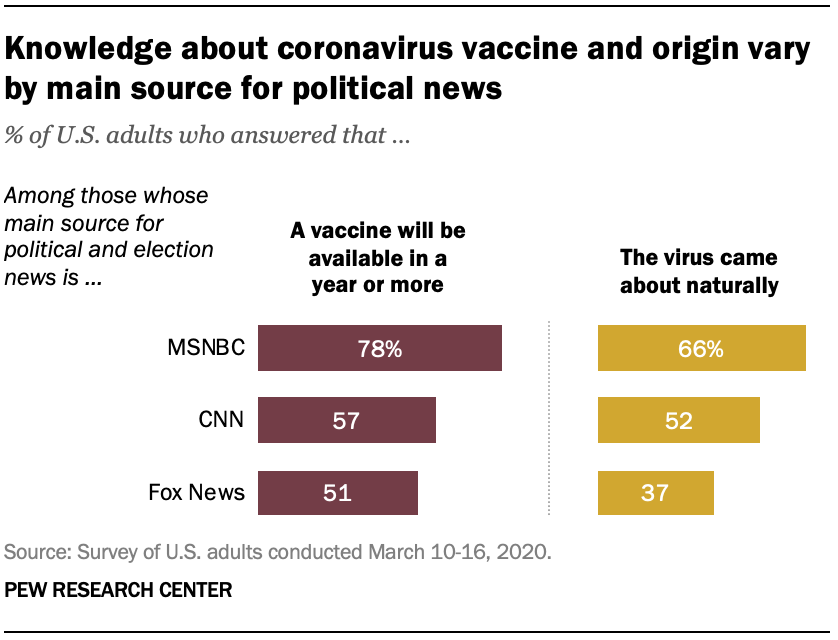 Knowledge about coronavirus vaccine and origin vary
by main source for political news
% of U.S. adults who answered that ...
Among those whose
main source for
political and election
news is ...
A vaccine will be
available in a
year or more
The virus came
about naturally
MSNBC 78% 66%
CNN 57 52
Fox News 51 37
Source: Survey of U.S. adults conducted March 10-16, 2020.
PEW RESEARCH CENTER